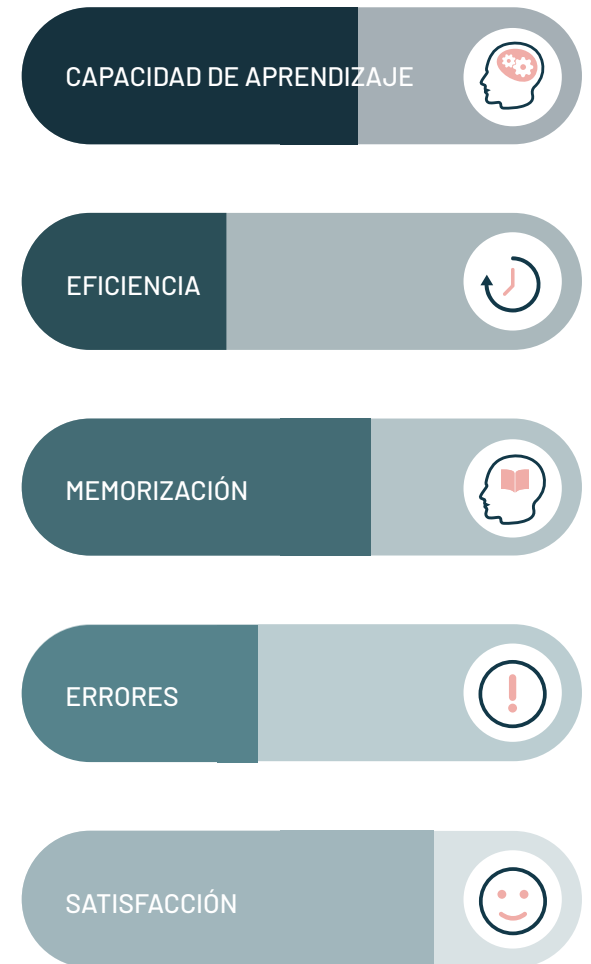 CAPACIDAD DE APRENDIZAJE
EFICIENCIA
MEMORIZACIÓN
ERRORES
SATISFACCIÓN